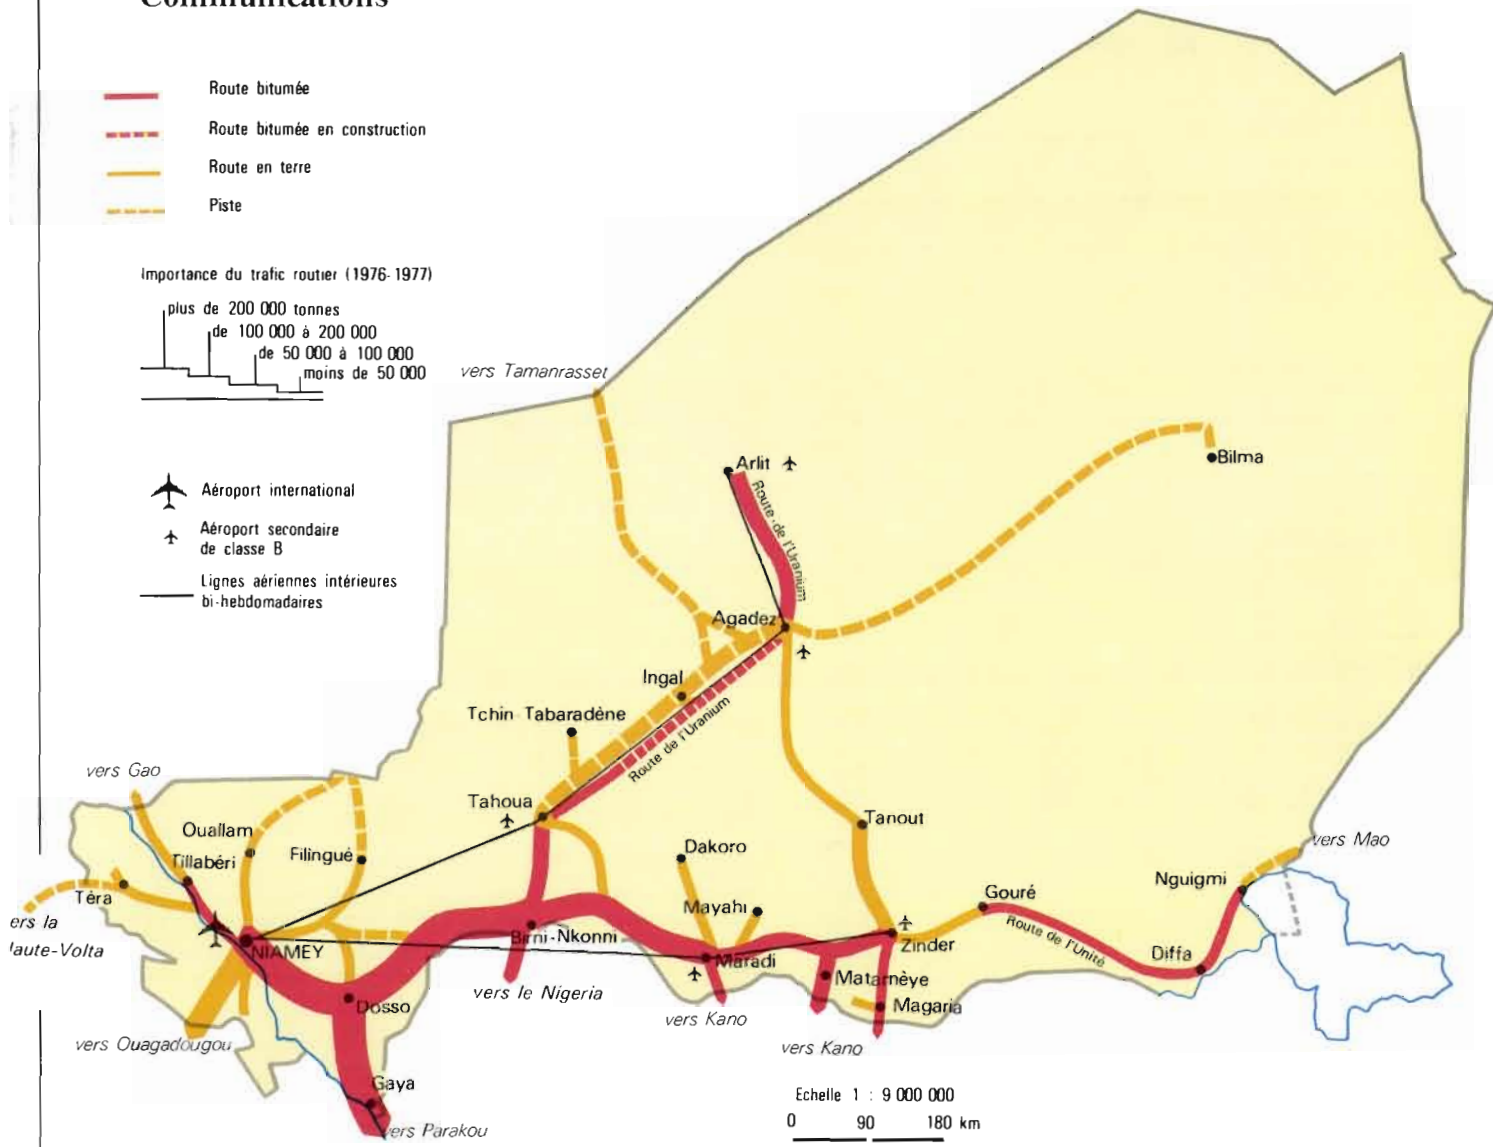 Communications
Route bitumée
Route bitumée en construction
Route en terre
Piste
Importance du trafic routier (1976-1977)
plus de 200 000 tonnes
de 100 000 à 200 000
de 50 000 à 100 000
moins de 50 000
Aéroport international
Aéroport secondaire
de classe B
Lignes aériennes intérieures
bi-hebdomadaires
vers Tamanrasset
Arlit
Bilma
Route de l'Uranium
Agadez
Ingal
Tchin Tabaradène
Route de l'Uranium
vers Gao
Tahoua
Tanout
Ouallam
Tillabéri
Filingué
Dakoro
vers Mao
Téra
Mayahi
Gouré
Nguigmi
ers la
laute-Volta
NIAMEY
Birni-Nkonni
Maradi
Zinder
Route de l'Unité
Diffa
Matamèye
vers le Nigeria
Dosso
Magaria
vers Kano
vers Ouagadougou
vers Kano
Gaya
vers Parakou
Echelle 1 : 9 000 000
0 90 180 km